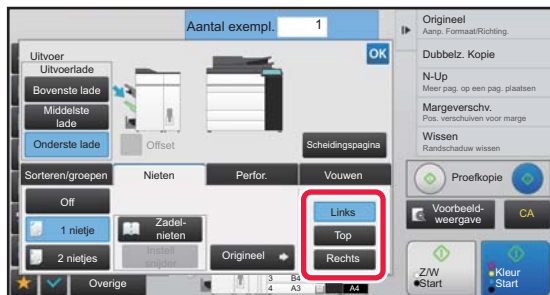 Aantal exempl. 1
Uitvoer
OK
Uitvoerlade
Bovenste lade
Middelste
lade
Onderste lade
Offset
Scheidingspagina
Sorteren/groepen
Nieten
Perfor.
Vouwen
Off
1 nietje
2 nietjes
Zadel-
nieten
Instell
snijder
Origineel
Links
Top
Rechts
Overige
3 B4
4 A3
A4
Origineel
Aanp. Formaat/Richting.
Dubbelz. Kopie
N-Up
Meer pag. op een pag. plaatsen
Margeverschv.
Pos. verschuiven voor marge
Wissen
Randschaduw wissen
Proefkopie
Voorbeeld-
weergave
CA
Z/W
Start
Kleur
Start